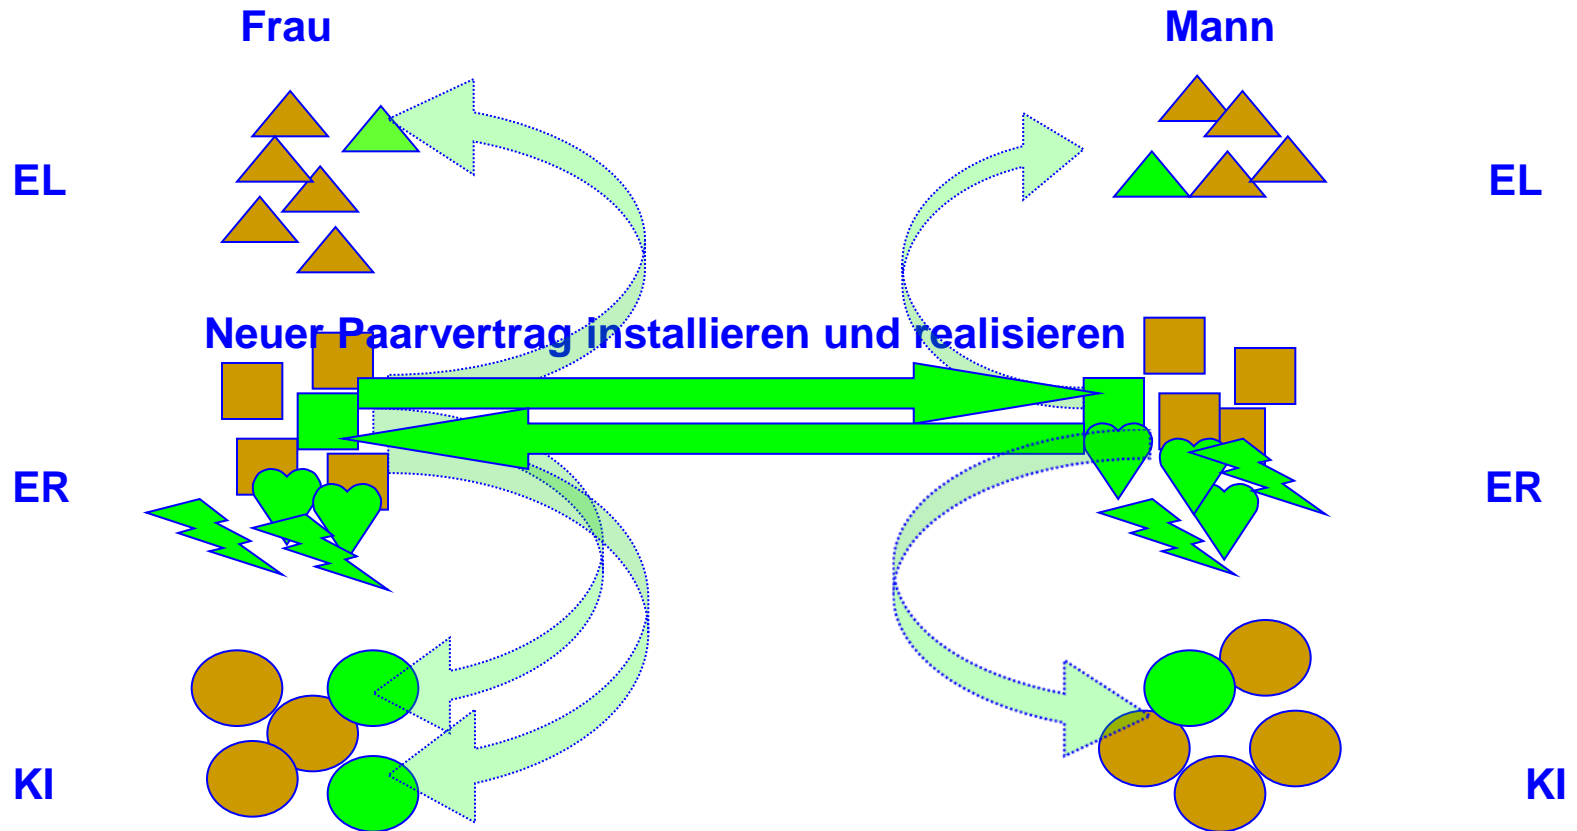 Frau Mann
EL EL
Neuer Paarvertrag installieren und realisieren
ER ER
KI KI